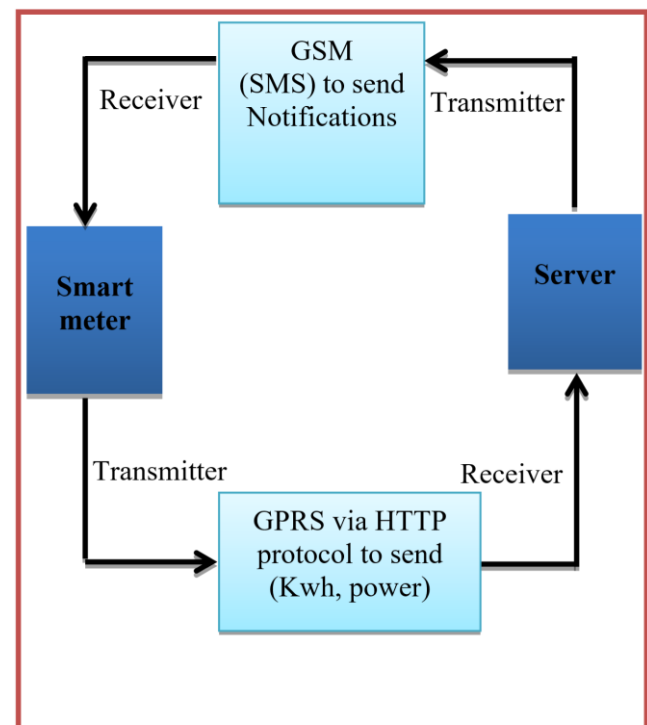 GSM
(SMS) to send
Notifications
Receiver
Transmitter
Smart
meter
Server
Transmitter
Receiver
GPRS via HTTP
protocol to send
(Kwh, power)